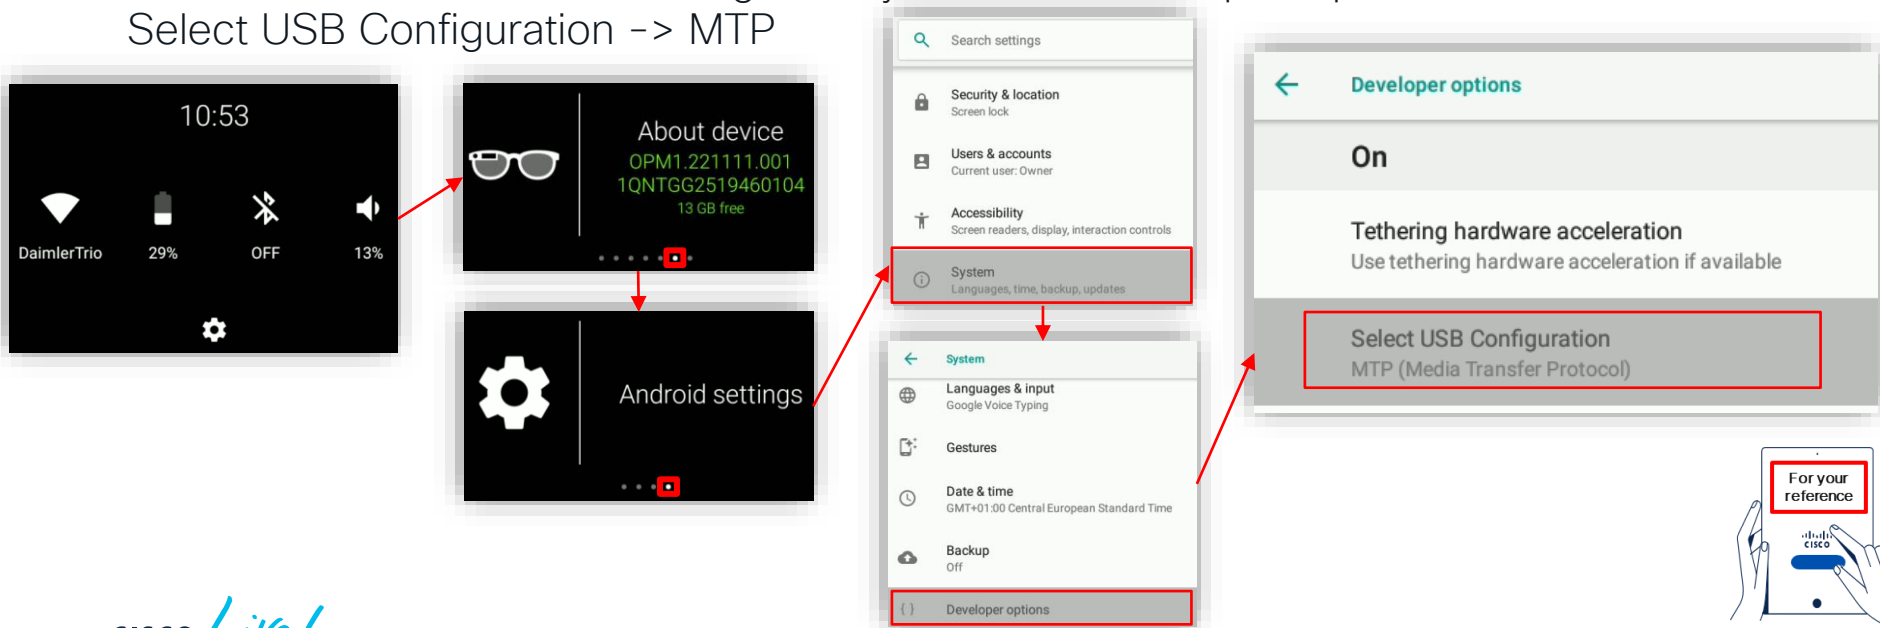 Select USB Configuration -> MTP
10:53
DaimlerTrio
29%
OFF
13%
About device
OPM1.221111.001
1QNTGG2519460104
13 GB free
Android settings
Search settings
Security & location
Screen lock
Users & accounts
Current user: Owner
Accessibility
Screen readers, display, interaction controls
System
Languages, time, backup, updates
System
Languages & input
Google Voice Typing
Gestures
Date & time
GMT+01:00 Central European Standard Time
Backup
Off
{ } Developer options
Developer options
On
Tethering hardware acceleration
Use tethering hardware acceleration if available
Select USB Configuration
MTP (Media Transfer Protocol)
For your
reference
CISCO
cisco Live!